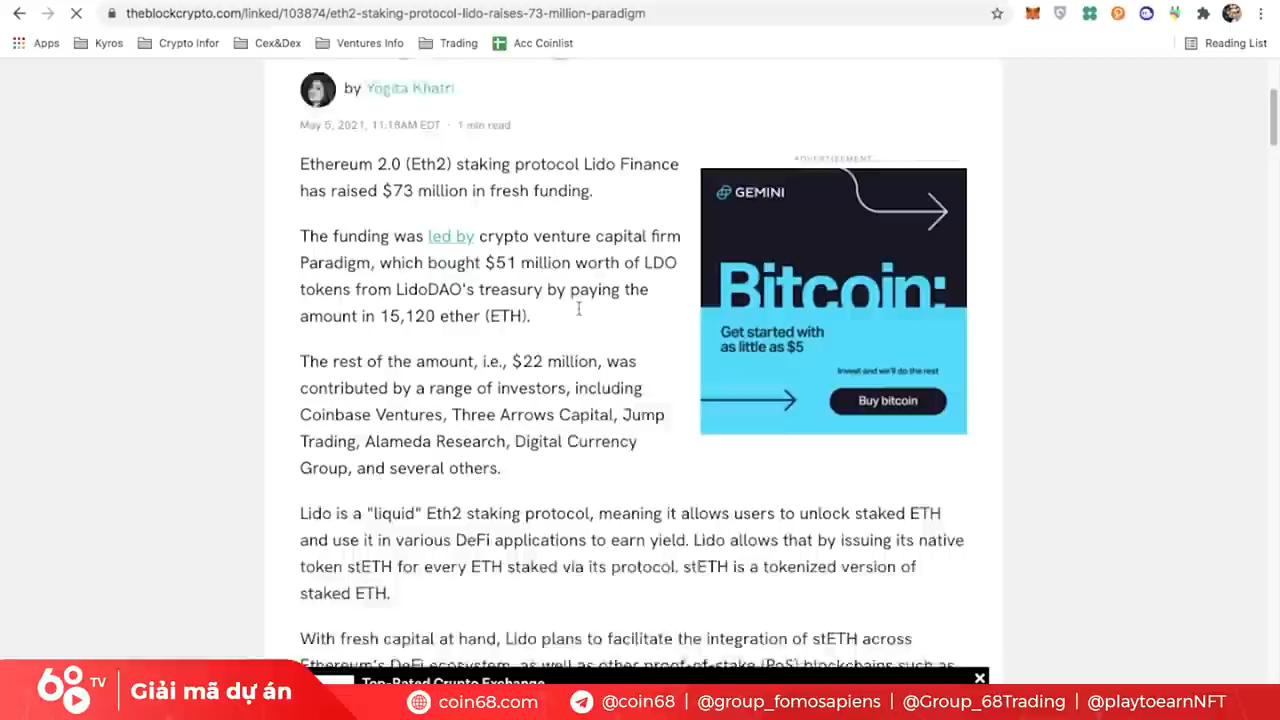 theblockcrypto.com/linked/103874/eth2-staking-protocol-lido-raises-73-million-paradigm
Apps Kyros Crypto Infor Cex&Dex Ventures Info Trading Acc Coinlist Reading List
by Yogita Khatri
May 5, 2021, 11:18AM EDT · 1 min read
Ethereum 2.0 (Eth2) staking protocol Lido Finance
has raised $73 million in fresh funding.
The funding was led by crypto venture capital firm
Paradigm, which bought $51 million worth of LDO
tokens from LidoDAO's treasury by paying the
amount in 15,120 ether (ETH).
The rest of the amount, i.e., $22 million, was
contributed by a range of investors, including
Coinbase Ventures, Three Arrows Capital, Jump
Trading, Alameda Research, Digital Currency
Group, and several others.
ADVERTISEMENT
GEMINI
Bitcoin:
Get started with
as little as $5
Invest and we'll do the rest
Buy bitcoin
Lido is a "liquid" Eth2 staking protocol, meaning it allows users to unlock staked ETH
and use it in various DeFi applications to earn yield. Lido allows that by issuing its native
token stETH for every ETH staked via its protocol. stETH is a tokenized version of
staked ETH.
With fresh capital at hand, Lido plans to facilitate the integration of stETH across
Ethereum's DeFi ecosystem, as well as other proof-of-stake (PoS) blockchains such as
Top-Rated Crypto Exchange
68 TV
Giải mã dự án
coin68.com
@coin68 | @group_fomosapiens | @Group_68Trading | @playtoearnNFT